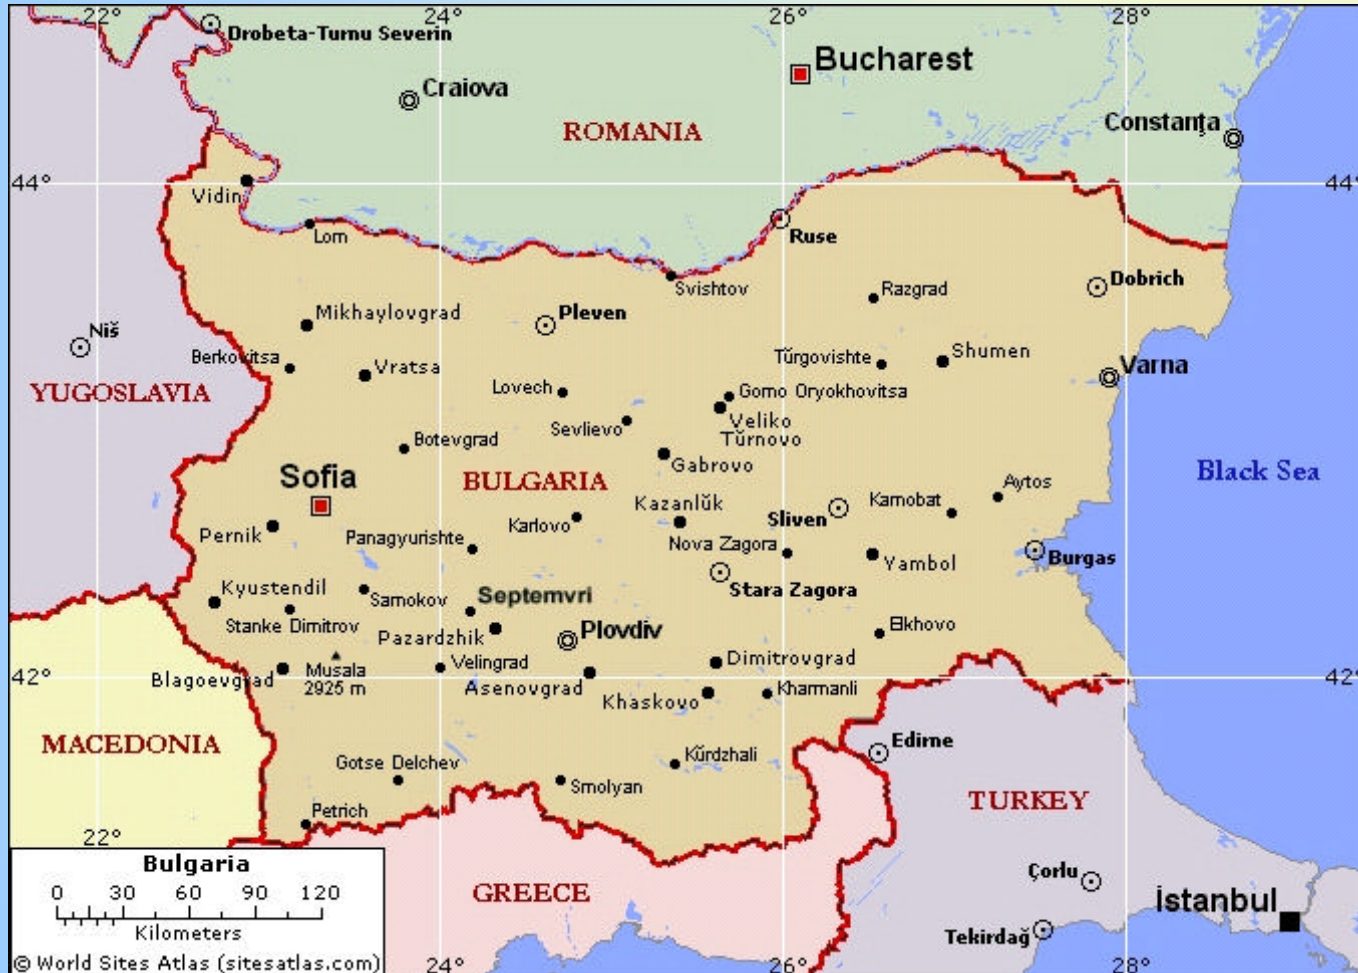 22°
24°
26°
28°
Drobeta-Turnu Severin
Bucharest
Craiova
Constanţa
ROMANIA
44°
44°
Vidin
Lom
Ruse
Svishtov
Razgrad
Dobrich
Mikhaylovgrad
Pleven
Niš
Berkovitsa
Vratsa
Tŭrgovishte
Shumen
Varna
YUGOSLAVIA
Lovech
Gomo Oryokhovitsa
Sevlievo
Veliko
Tŭrnovo
Botevgrad
Gabrovo
Sofia
BULGARIA
Black Sea
Kazanlŭk
Aytos
Karnobat
Pernik
Karlovo
Sliven
Panagyurishte
Nova Zagora
Yambol
Burgas
Kyustendil
Samokov
Septemvri
Stara Zagora
Stanke Dimitrov
Pazardzhik
Plovdiv
Elkhovo
Musala
2925 m
Velingrad
Dimitrovgrad
Blagoevgrad
Asenovgrad
Khaskovo
Kharmanli
42°
42°
MACEDONIA
Edirne
Gotse Delchev
Kŭrdzhali
Smolyan
TURKEY
Petrich
22°
Bulgaria
0 30 60 90 120
Kilometers
© World Sites Atlas (sitesatlas.com)
GREECE
Çorlu
İstanbul
Tekirdağ
24°
26°
28°